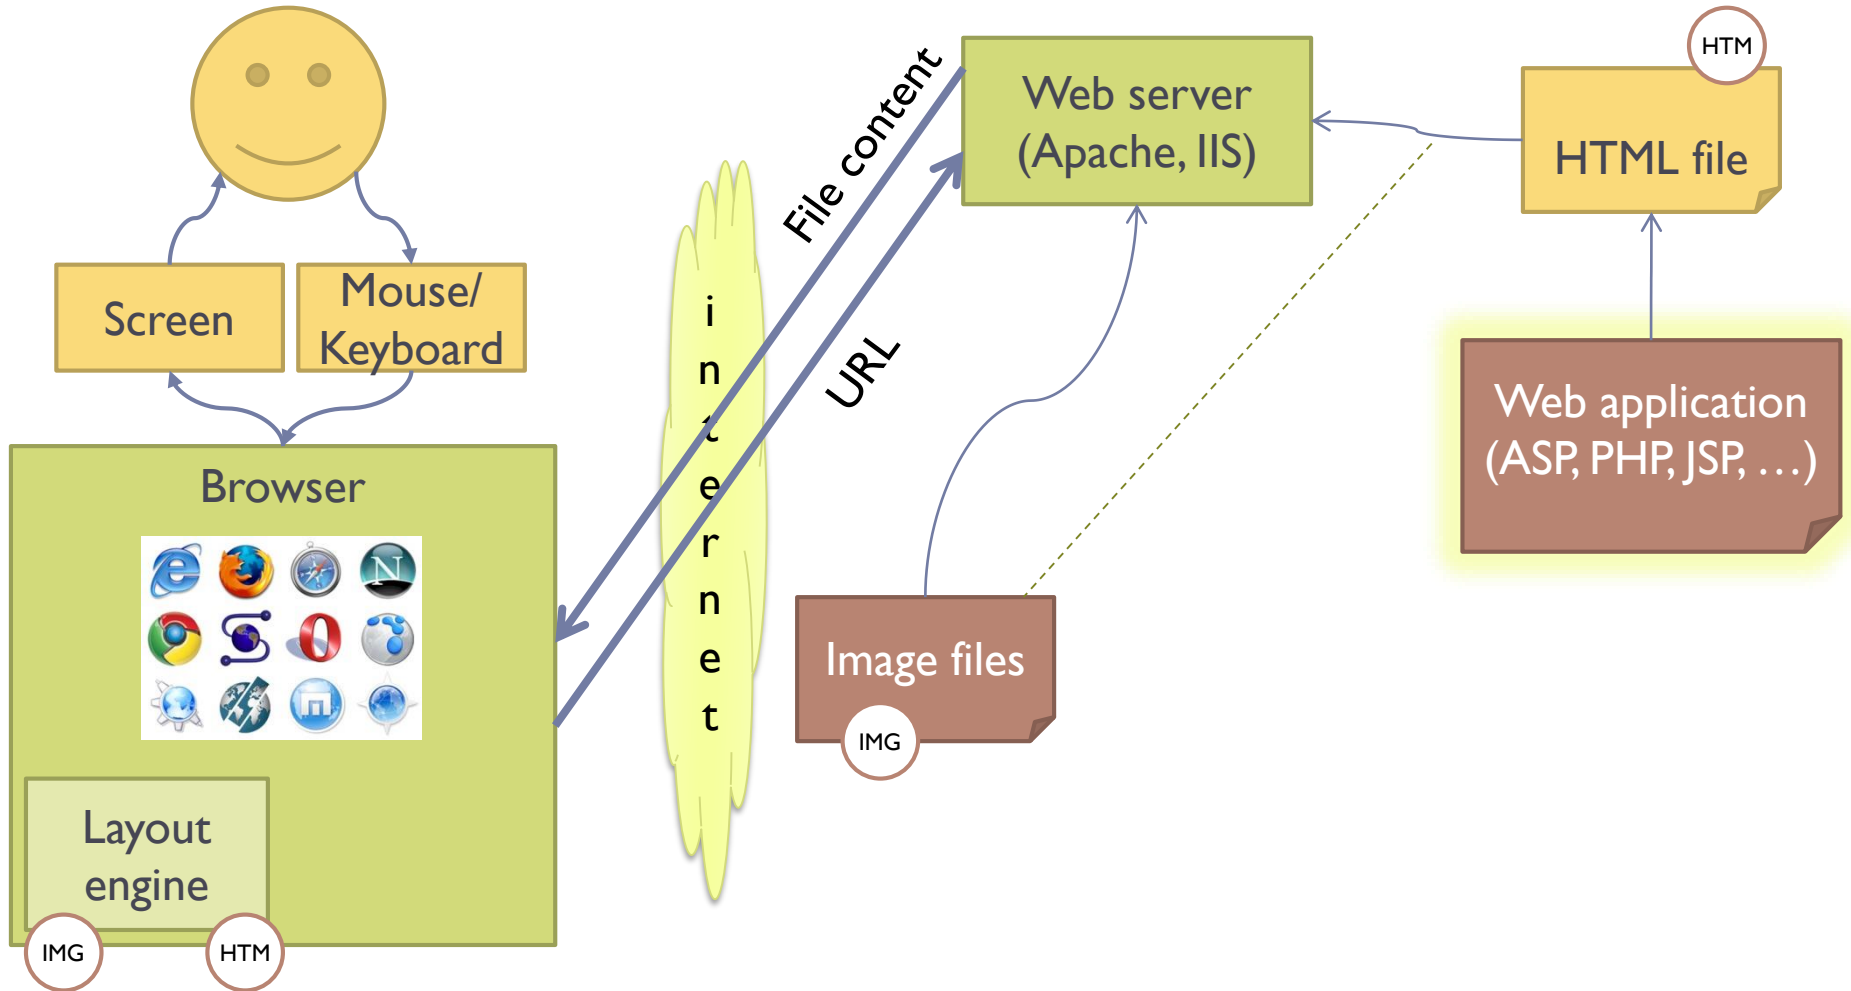 HTM
Web server
(Apache, IIS)
HTML file
File content
Screen
Mouse/
Keyboard
internet
URL
Web application
(ASP, PHP, JSP, …)
Browser
N
Image files
IMG
Layout
engine
IMG
HTM